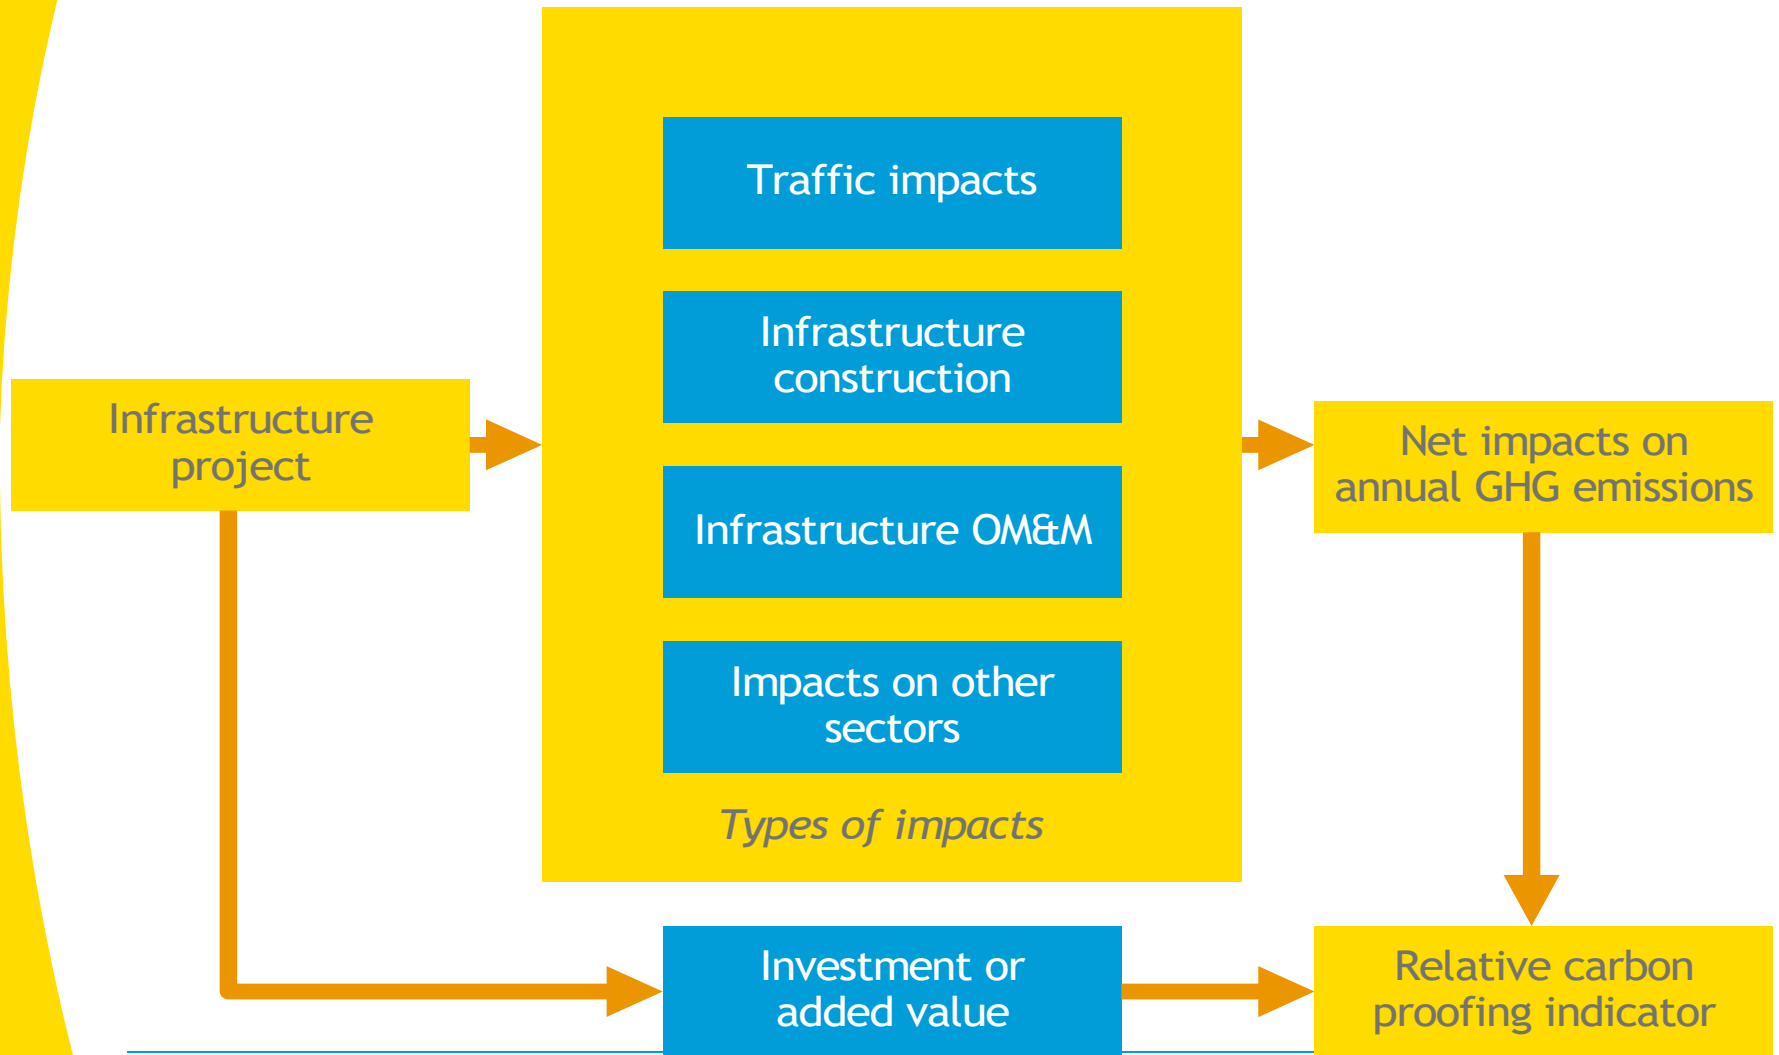 Traffic impacts
Infrastructure
construction
Infrastructure
project
Net impacts on
annual GHG emissions
Infrastructure OM&M
Impacts on other
sectors
Types of impacts
Investment or
added value
Relative carbon
proofing indicator